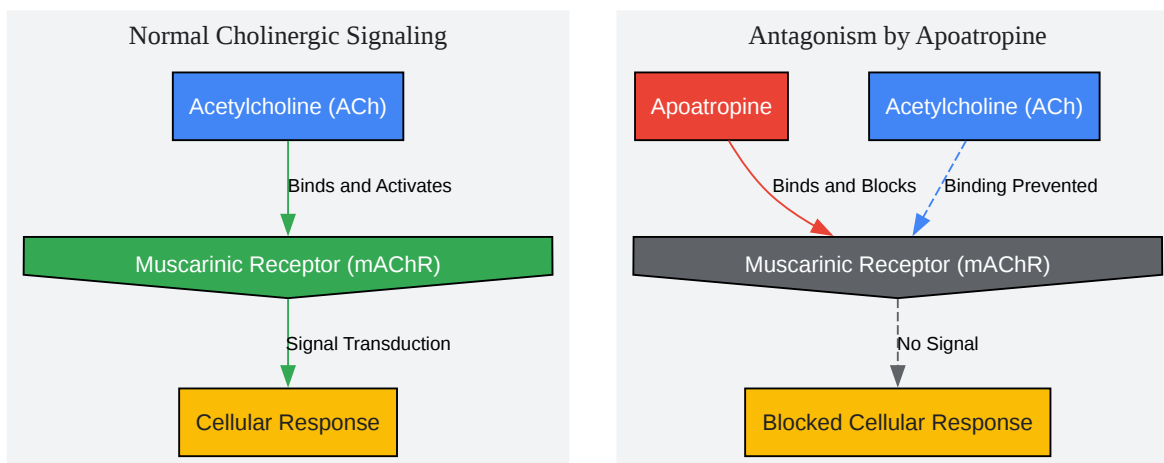 Normal Cholinergic Signaling
Acetylcholine (ACh)
Binds and Activates
Muscarinic Receptor (mAChR)
Signal Transduction
Cellular Response
Antagonism by Apoatropine
Apoatropine
Acetylcholine (ACh)
Binds and Blocks
Binding Prevented
Muscarinic Receptor (mAChR)
No Signal
Blocked Cellular Response